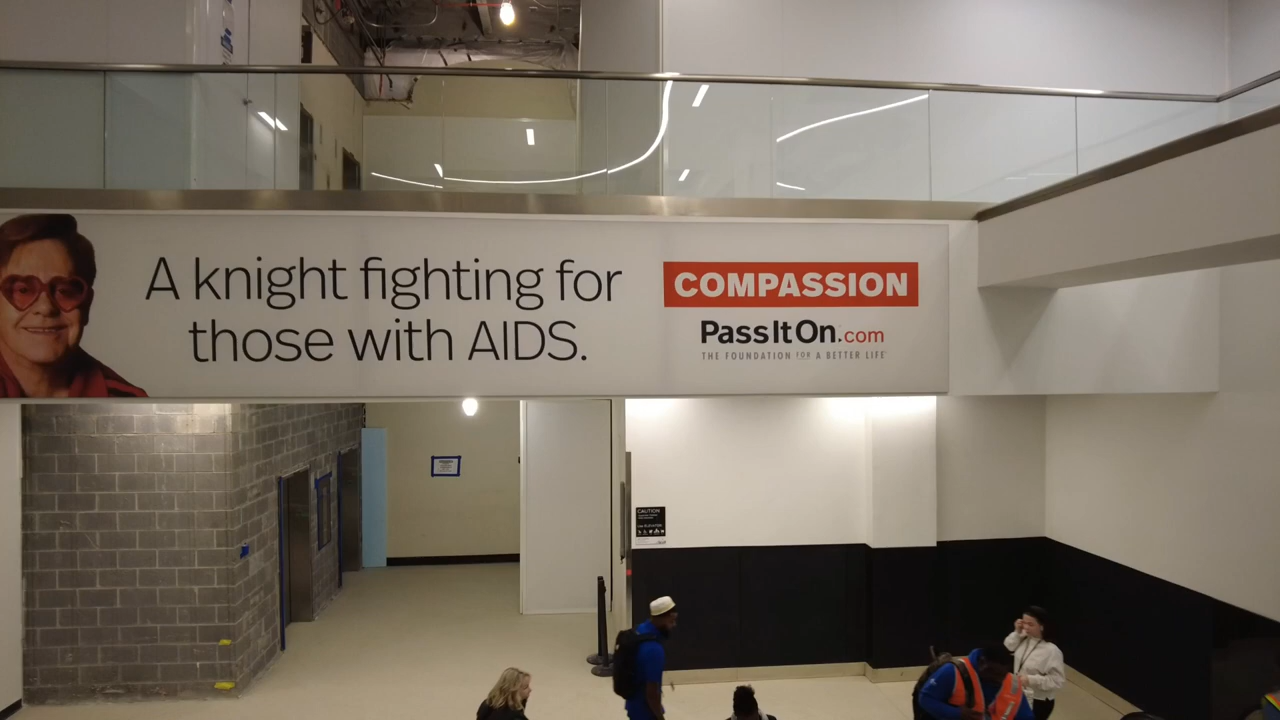 A knight fighting for
those with AIDS.
COMPASSION
PassItOn.com
THE FOUNDATION FOR A BETTER LIFE
CAUTION